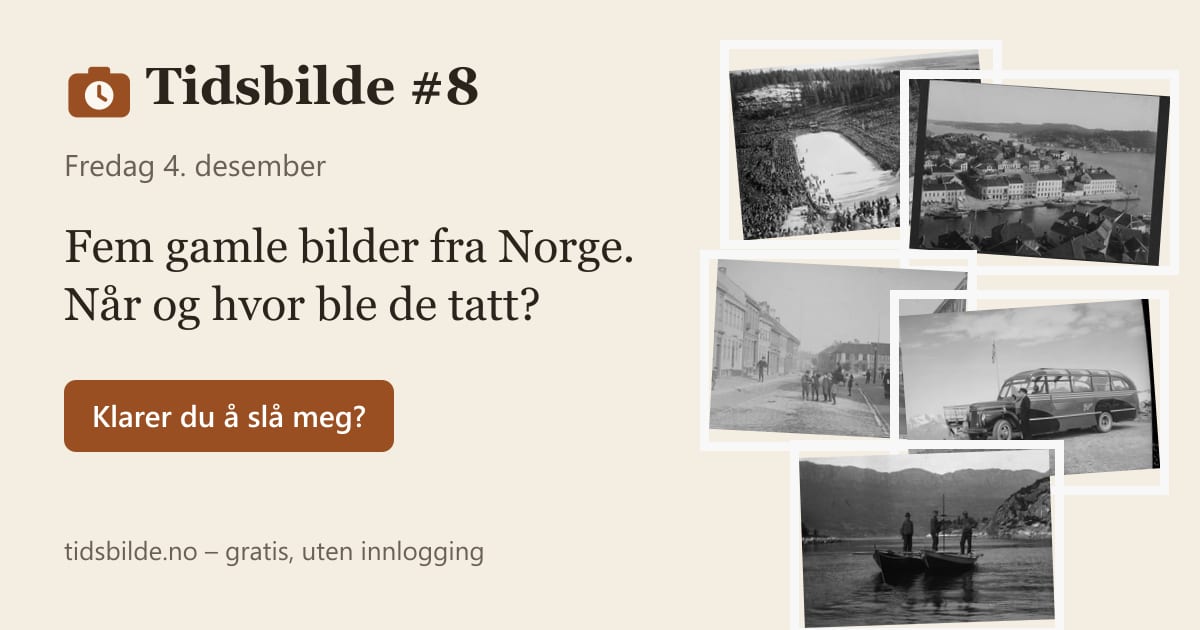 Tidsbilde #8
Fredag 4. desember
Fem gamle bilder fra Norge.
Når og hvor ble de tatt?
Klarer du å slå meg?
tidsbilde.no – gratis, uten innlogging